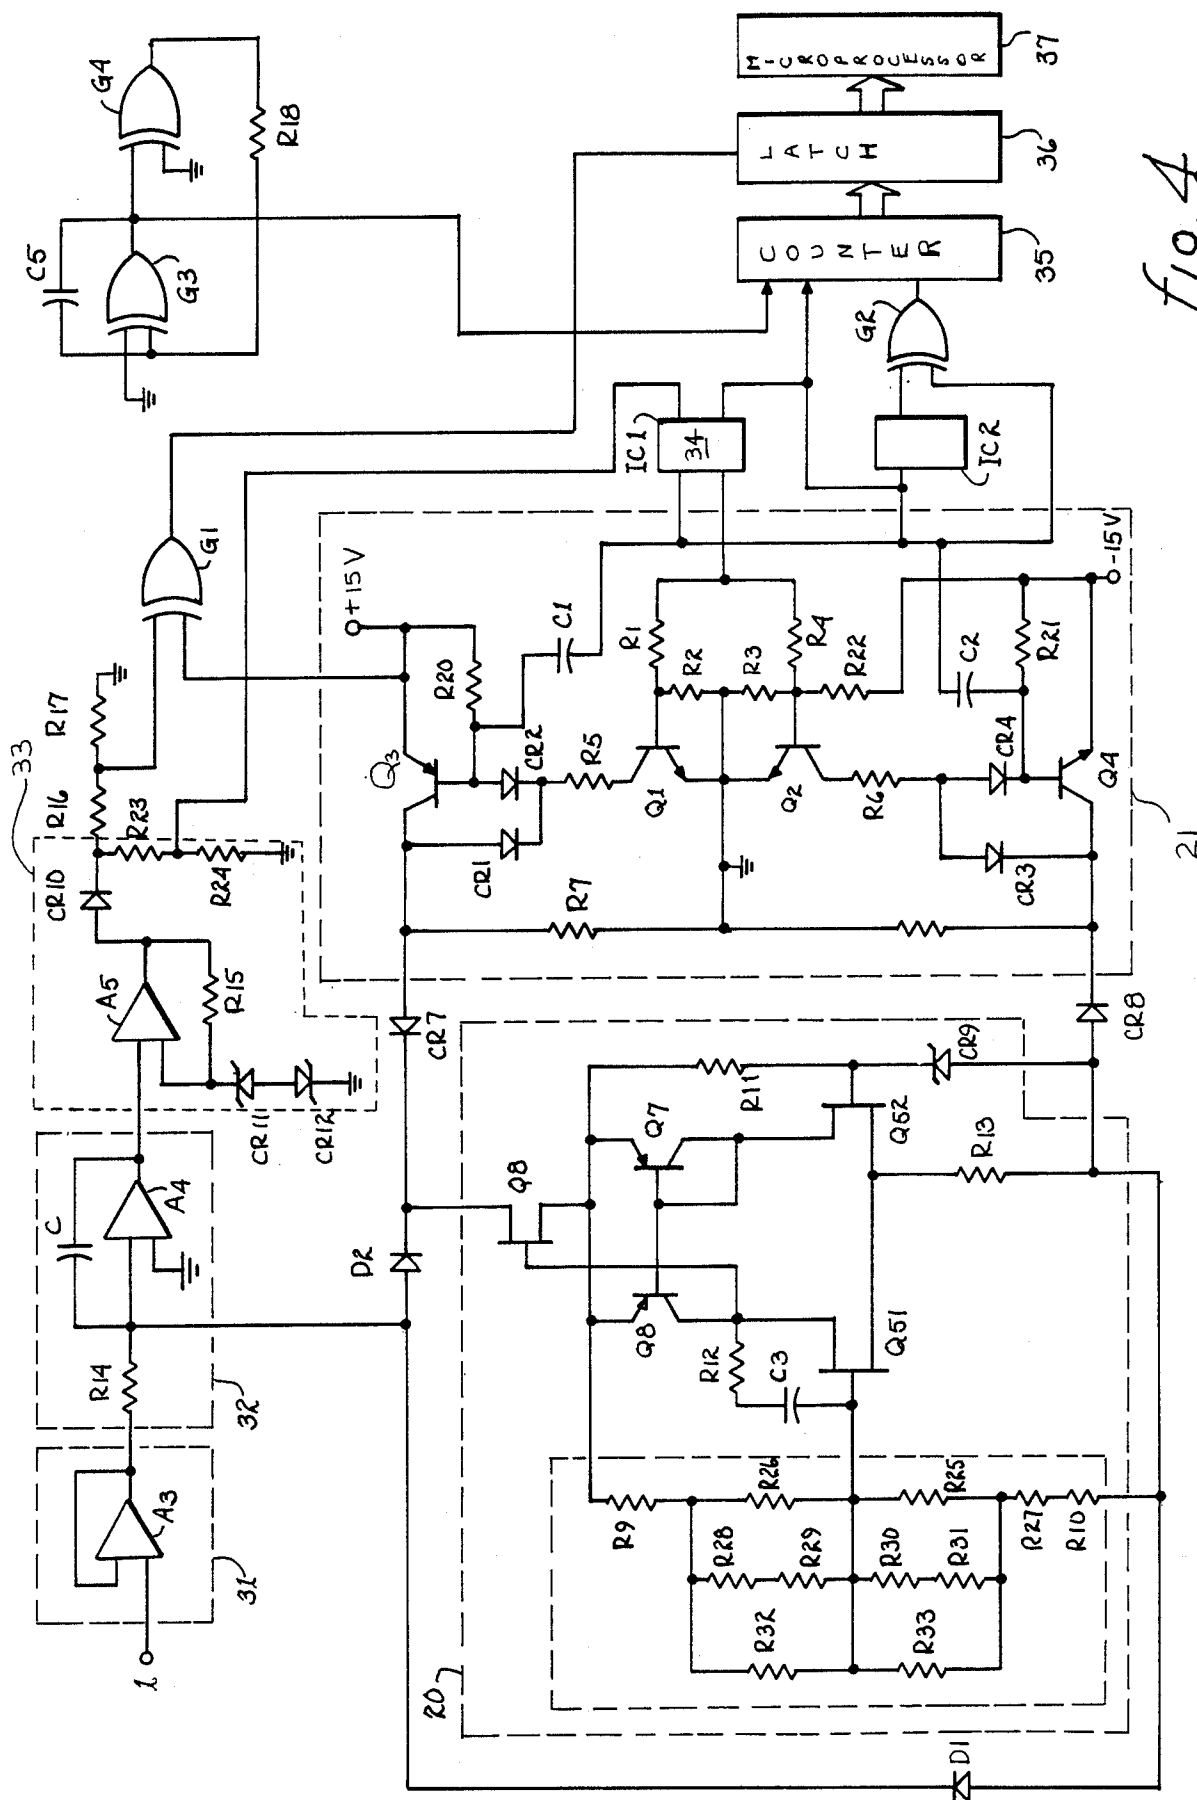 1
A3
31
R14
C
A4
32
A5
R15
CR11
CR12
CR10
33
R16
R17
R23
R24
G1
C5
G3
G4
R18
D2
CR7
+15V
Q3
R20
CR1
CR2
C1
R5
R7
Q1
R1
R2
R3
R4
Q2
R22
R6
CR3
CR4
C2
R21
Q4
-15V
21
IC1
34
IC2
G2
COUNTER
35
LATCH
36
MICROPROCESSOR
37
20
Q8
Q7
Q8
R11
R12
C3
Q51
Q52
CR9
R13
CR8
R9
R26
R28
R29
R32
R25
R30
R31
R33
R27
R10
D1
fig. 4